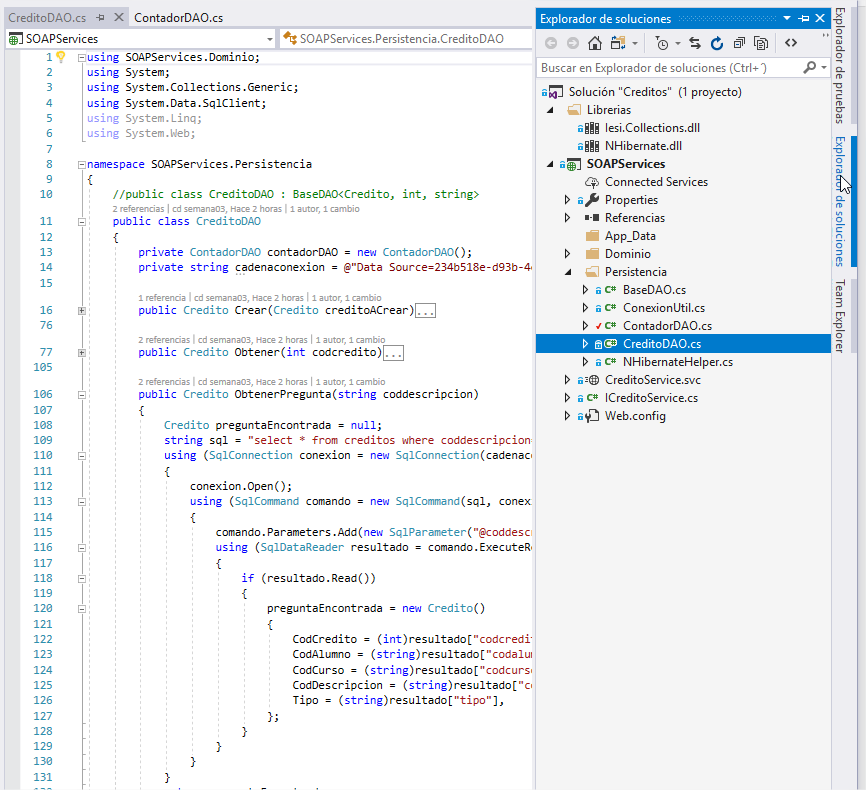 CreditoDAO.cs
ContadorDAO.cs
SOAPServices
SOAPServices.Persistencia.CreditoDAO
1 using SOAPServices.Dominio;
2 using System;
3 using System.Collections.Generic;
4 using System.Data.SqlClient;
5 using System.Linq;
6 using System.Web;
7
8 namespace SOAPServices.Persistencia
9 {
10 //public class CreditoDAO : BaseDAO<Credito, int, string>
2 referencias | cd semana03, Hace 2 horas | 1 autor, 1 cambio
11 public class CreditoDAO
12 {
13 private ContadorDAO contadorDAO = new ContadorDAO();
14 private string cadenaconexion = @"Data Source=234b518e-d93b-4
15
1 referencia | cd semana03, Hace 2 horas | 1 autor, 1 cambio
16 public Credito Crear(Credito creditoACrear)...
76
2 referencias | cd semana03, Hace 2 horas | 1 autor, 1 cambio
77 public Credito Obtener(int codcredito)...
105
2 referencias | cd semana03, Hace 2 horas | 1 autor, 1 cambio
106 public Credito ObtenerPregunta(string coddescripcion)
107 {
108 Credito preguntaEncontrada = null;
109 string sql = "select * from creditos where coddescripcion
110 using (SqlConnection conexion = new SqlConnection(cadenac
111 {
112 conexion.Open();
113 using (SqlCommand comando = new SqlCommand(sql, conex
114 {
115 comando.Parameters.Add(new SqlParameter("@coddesc
116 using (SqlDataReader resultado = comando.ExecuteR
117 {
118 if (resultado.Read())
119 {
120 preguntaEncontrada = new Credito()
121 {
122 CodCredito = (int)resultado["codcredi
123 CodAlumno = (string)resultado["codalu
124 CodCurso = (string)resultado["codcurs
125 CodDescripcion = (string)resultado["c
126 Tipo = (string)resultado["tipo"],
127 };
128 }
129 }
130 }
131 }
Explorador de soluciones
Buscar en Explorador de soluciones (Ctrl+´)
Solución "Creditos" (1 proyecto)
Librerias
Iesi.Collections.dll
NHibernate.dll
SOAPServices
Connected Services
Properties
Referencias
App_Data
Dominio
Persistencia
BaseDAO.cs
ConexionUtil.cs
ContadorDAO.cs
CreditoDAO.cs
NHibernateHelper.cs
CreditoService.svc
ICreditoService.cs
Web.config
Explorador de pruebas
Explorador de soluciones
Team Explorer